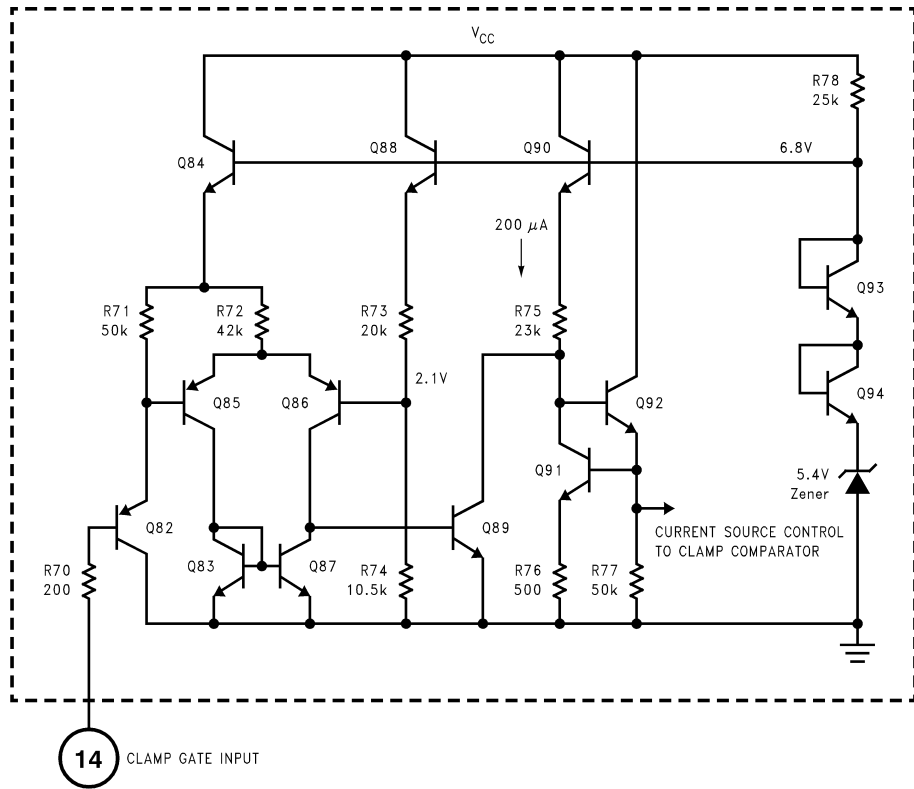 VCC
R78
25k
Q84
Q88
Q90
6.8V
200 μA
Q93
R71
50k
R72
42k
R73
20k
R75
23k
2.1V
Q85
Q86
Q92
Q94
Q91
5.4V
Zener
Q82
Q89
CURRENT SOURCE CONTROL
TO CLAMP COMPARATOR
R70
200
Q83
Q87
R74
10.5k
R76
500
R77
50k
14
CLAMP GATE INPUT